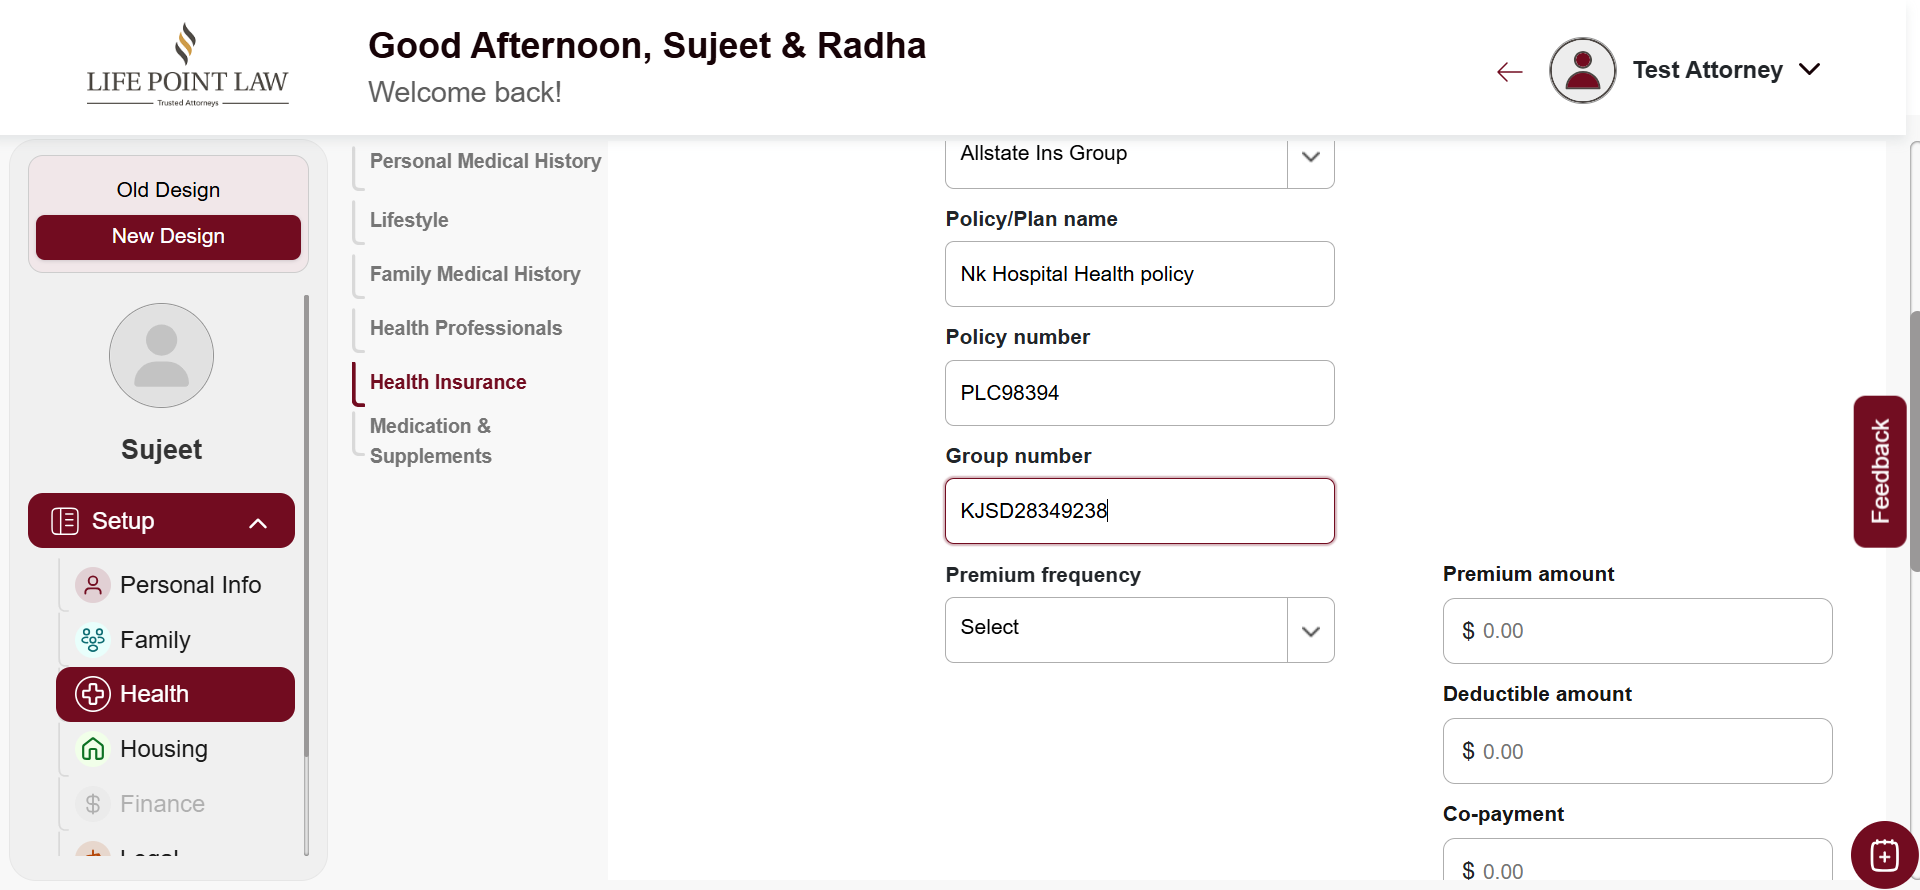 LIFE POINT LAW
Trusted Attorneys
Good Afternoon, Sujeet & Radha
Welcome back!
Test Attorney
Old Design
New Design
Sujeet
Setup
Personal Info
Family
Health
Housing
$ Finance
Legal
Personal Medical History
Lifestyle
Family Medical History
Health Professionals
Health Insurance
Medication &
Supplements
Allstate Ins Group
Policy/Plan name
Nk Hospital Health policy
Policy number
PLC98394
Group number
KJSD28349238
Premium frequency
Select
Premium amount
$ 0.00
Deductible amount
$ 0.00
Co-payment
$ 0.00
Feedback